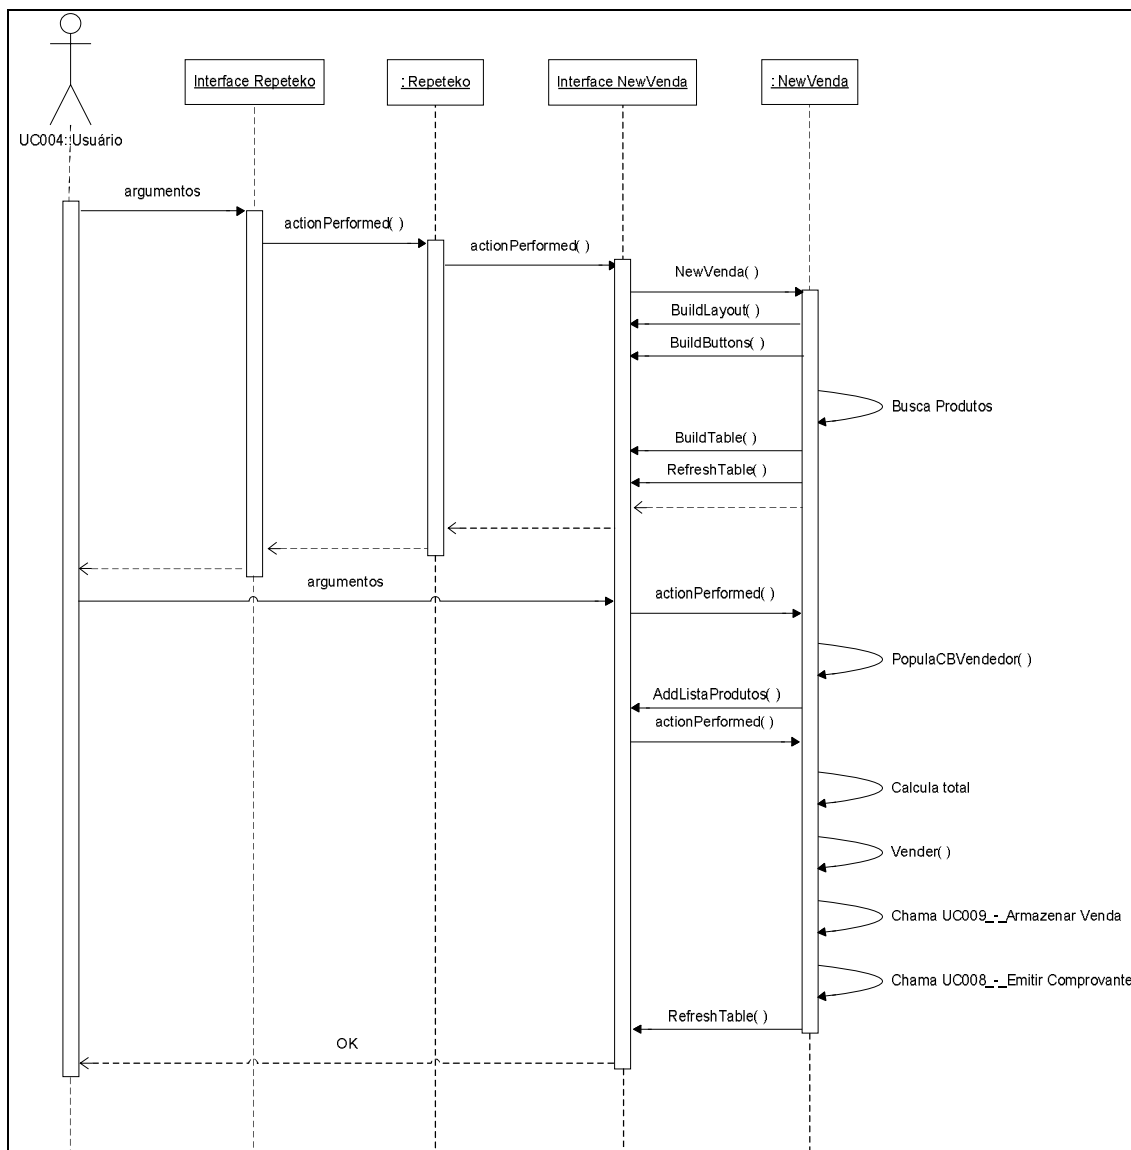 Interface Repeteko
: Repeteko
Interface NewVenda
: NewVenda
UC004::Usuário
argumentos
actionPerformed( )
actionPerformed( )
NewVenda( )
BuildLayout( )
BuildButtons( )
Busca Produtos
BuildTable( )
RefreshTable( )
argumentos
actionPerformed( )
PopulaCBVendedor( )
AddListaProdutos( )
actionPerformed( )
Calcula total
Vender( )
Chama UC009_-_Armazenar Venda
Chama UC008_-_Emitir Comprovante
RefreshTable( )
OK